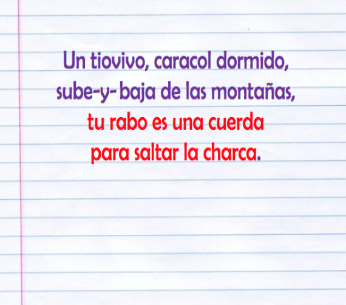 Un tiovivo, caracol dormido,
sube-y-baja de las montañas,
tu rabo es una cuerda
para saltar la charca.